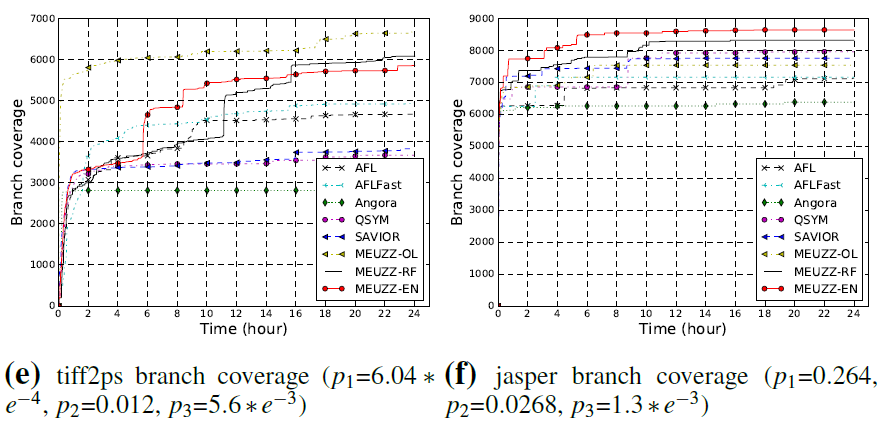 7000
6000
5000
4000
3000
2000
1000
0
Branch coverage
0 2 4 6 8 10 12 14 16 18 20 22 24
Time (hour)
AFL
AFLFast
Angora
QSYM
SAVIOR
MEUZZ-OL
MEUZZ-RF
MEUZZ-EN
9000
8000
7000
6000
5000
4000
3000
2000
1000
0
Branch coverage
0 2 4 6 8 10 12 14 16 18 20 22 24
Time (hour)
AFL
AFLFast
Angora
QSYM
SAVIOR
MEUZZ-OL
MEUZZ-RF
MEUZZ-EN
(e) tiff2ps branch coverage (p₁=6.04 ∗
e⁻⁴, p₂=0.012, p₃=5.6 ∗ e⁻³)
(f) jasper branch coverage (p₁=0.264,
p₂=0.0268, p₃=1.3 ∗ e⁻³)